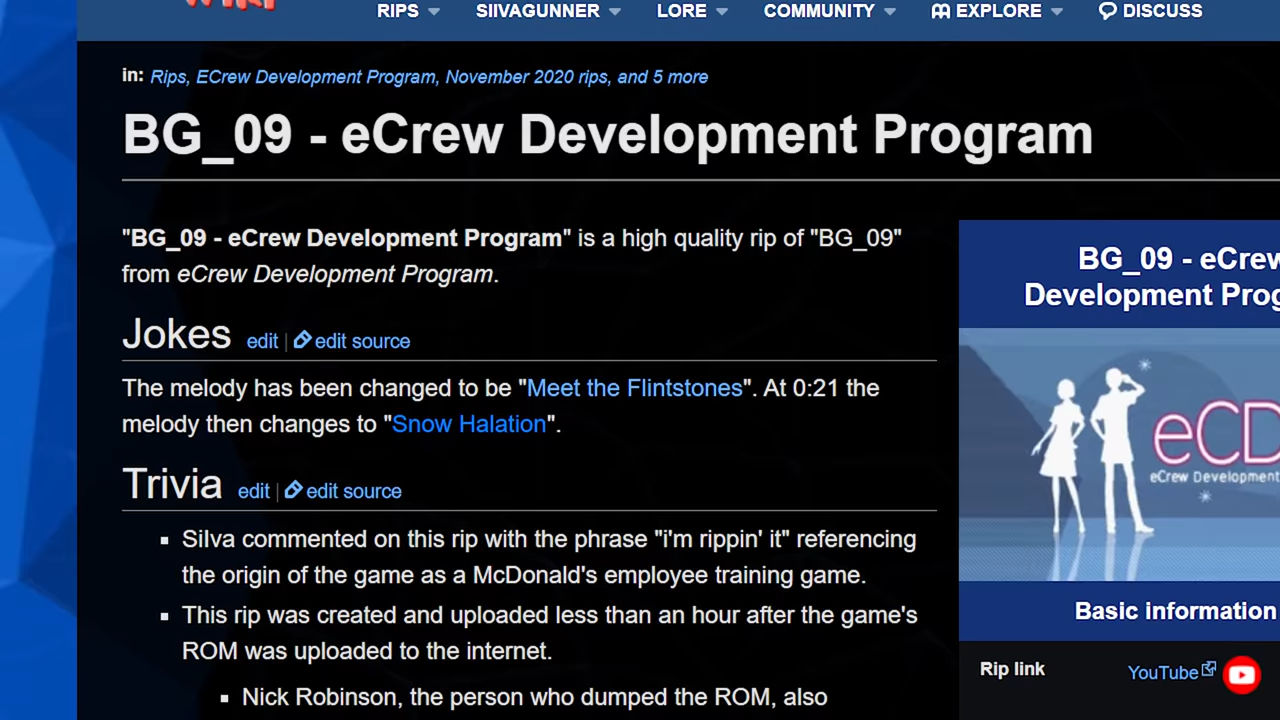 RIPS SIIVAGUNNER LORE COMMUNITY EXPLORE DISCUSS
in: Rips, ECrew Development Program, November 2020 rips, and 5 more
BG_09 - eCrew Development Program
"BG_09 - eCrew Development Program" is a high quality rip of "BG_09"
from eCrew Development Program.
Jokes edit | edit source
The melody has been changed to be "Meet the Flintstones". At 0:21 the
melody then changes to "Snow Halation".
Trivia edit | edit source
SiIva commented on this rip with the phrase "i'm rippin' it" referencing
the origin of the game as a McDonald's employee training game.
This rip was created and uploaded less than an hour after the game's
ROM was uploaded to the internet.
Nick Robinson, the person who dumped the ROM, also
BG_09 - eCrew
Development Prog
eCD
eCrew Development
Basic information
Rip link YouTube